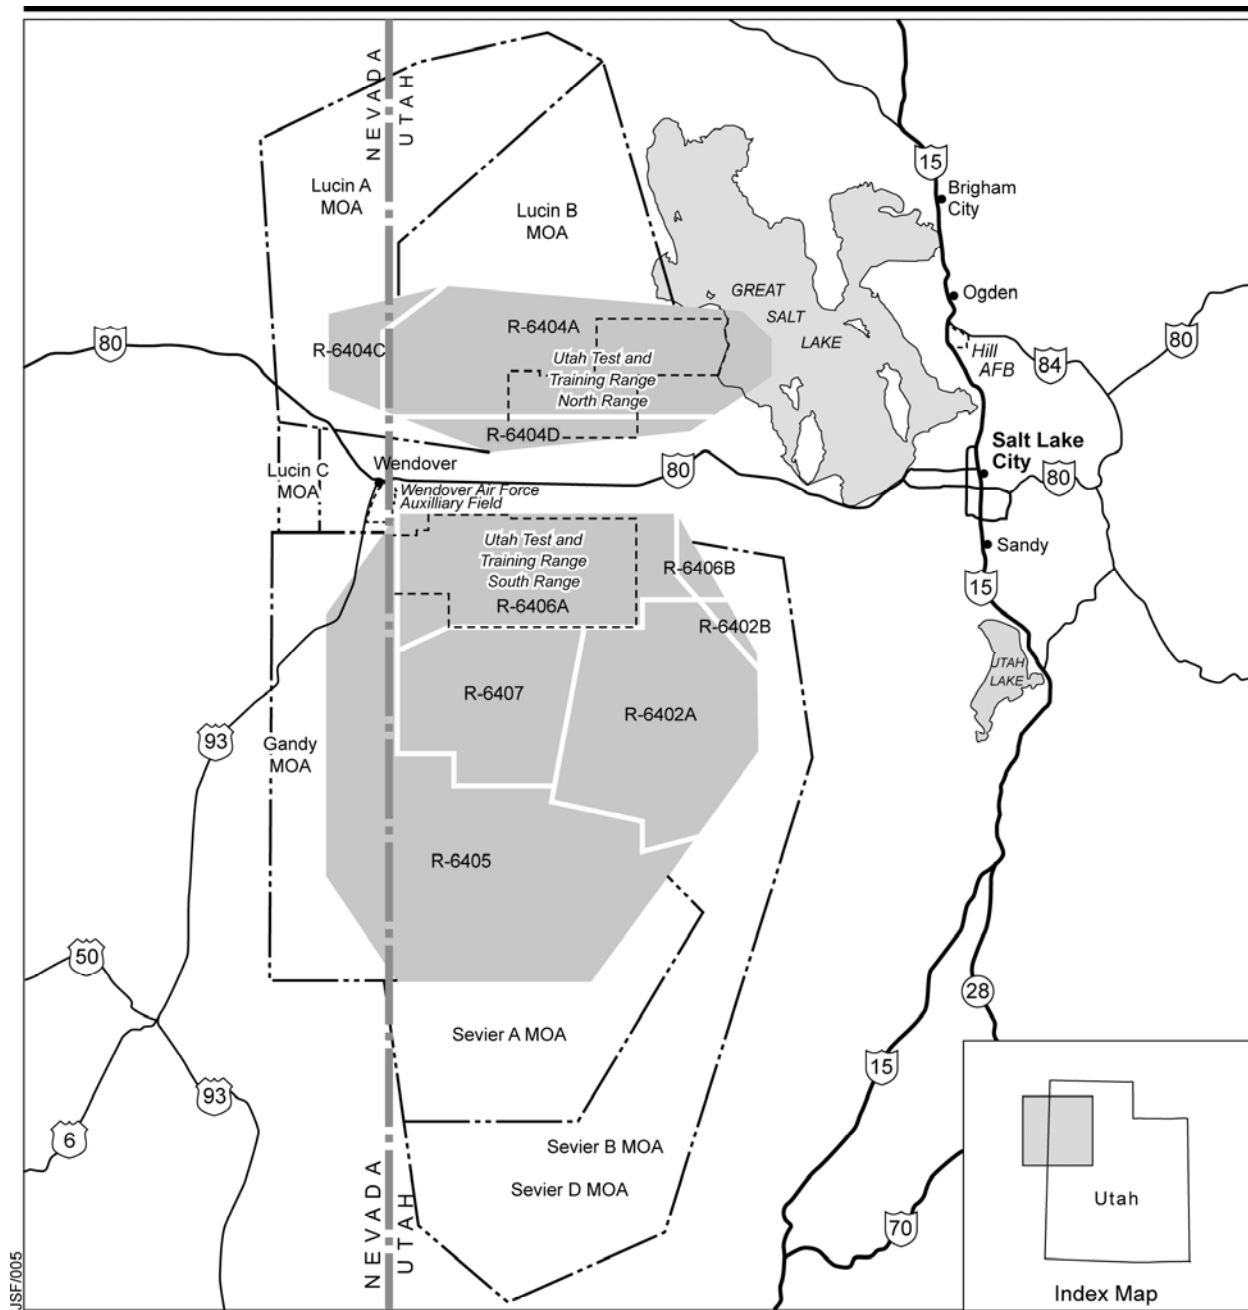 NEVADA
UTAH
15
Brigham
City
Lucin A
MOA
Lucin B
MOA
GREAT
SALT
LAKE
Ogden
80
R-6404C
R-6404A
Utah Test and
Training Range
North Range
Hill
AFB
84
80
R-6404D
Salt Lake
City
Lucin C
MOA
Wendover
80
80
Wendover Air Force
Auxilliary Field
Utah Test and
Training Range
South Range
Sandy
R-6406B
15
R-6406A
R-6402B
UTAH
LAKE
R-6407
R-6402A
93
Gandy
MOA
R-6405
50
28
Sevier A MOA
15
93
6
Sevier B MOA
Sevier D MOA
NEVADA
UTAH
70
Utah
Index Map
JSF/005